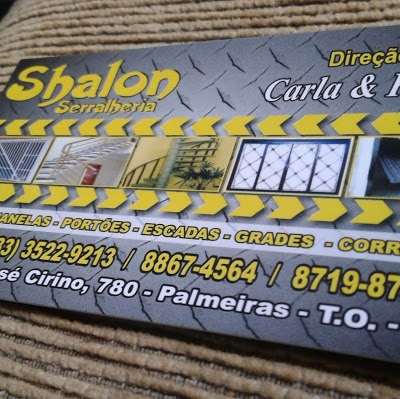 Shalon
Serralheria
Direção
Carla &
ANELAS - PORTÕES - ESCADAS - GRADES - CORR
33) 3522-9213 / 8867-4564 / 8719-87
sé Cirino, 780 - Palmeiras - T.O. -